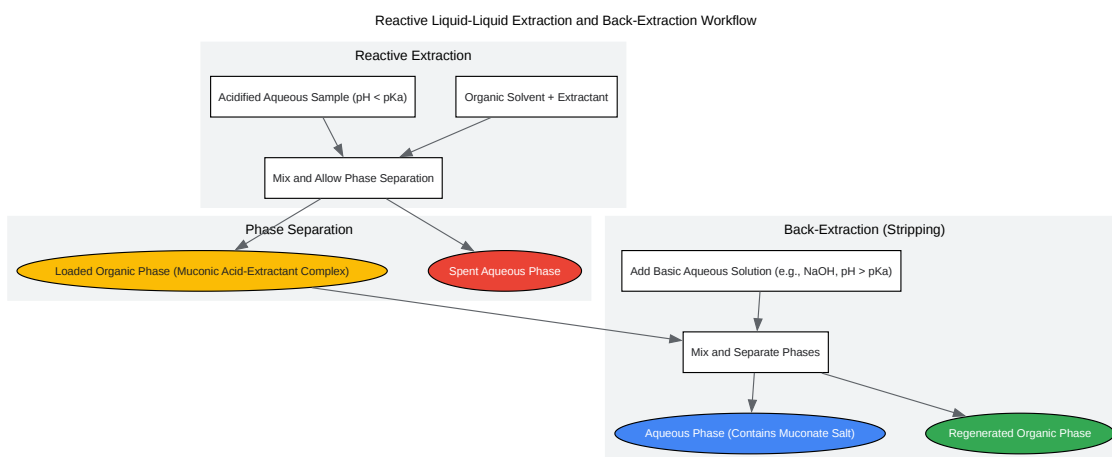 Reactive Liquid-Liquid Extraction and Back-Extraction Workflow
Reactive Extraction
Acidified Aqueous Sample (pH < pKa)
Organic Solvent + Extractant
Mix and Allow Phase Separation
Phase Separation
Loaded Organic Phase (Muconic Acid-Extractant Complex)
Spent Aqueous Phase
Back-Extraction (Stripping)
Add Basic Aqueous Solution (e.g., NaOH, pH > pKa)
Mix and Separate Phases
Aqueous Phase (Contains Muconate Salt)
Regenerated Organic Phase